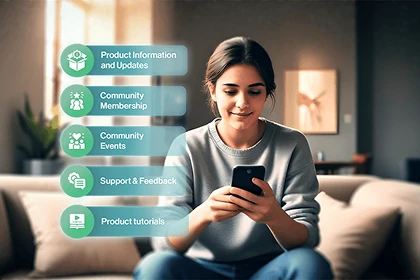 Product Information
and Updates
Community
Membership
Community
Events
Support & Feedback
Product tutorials